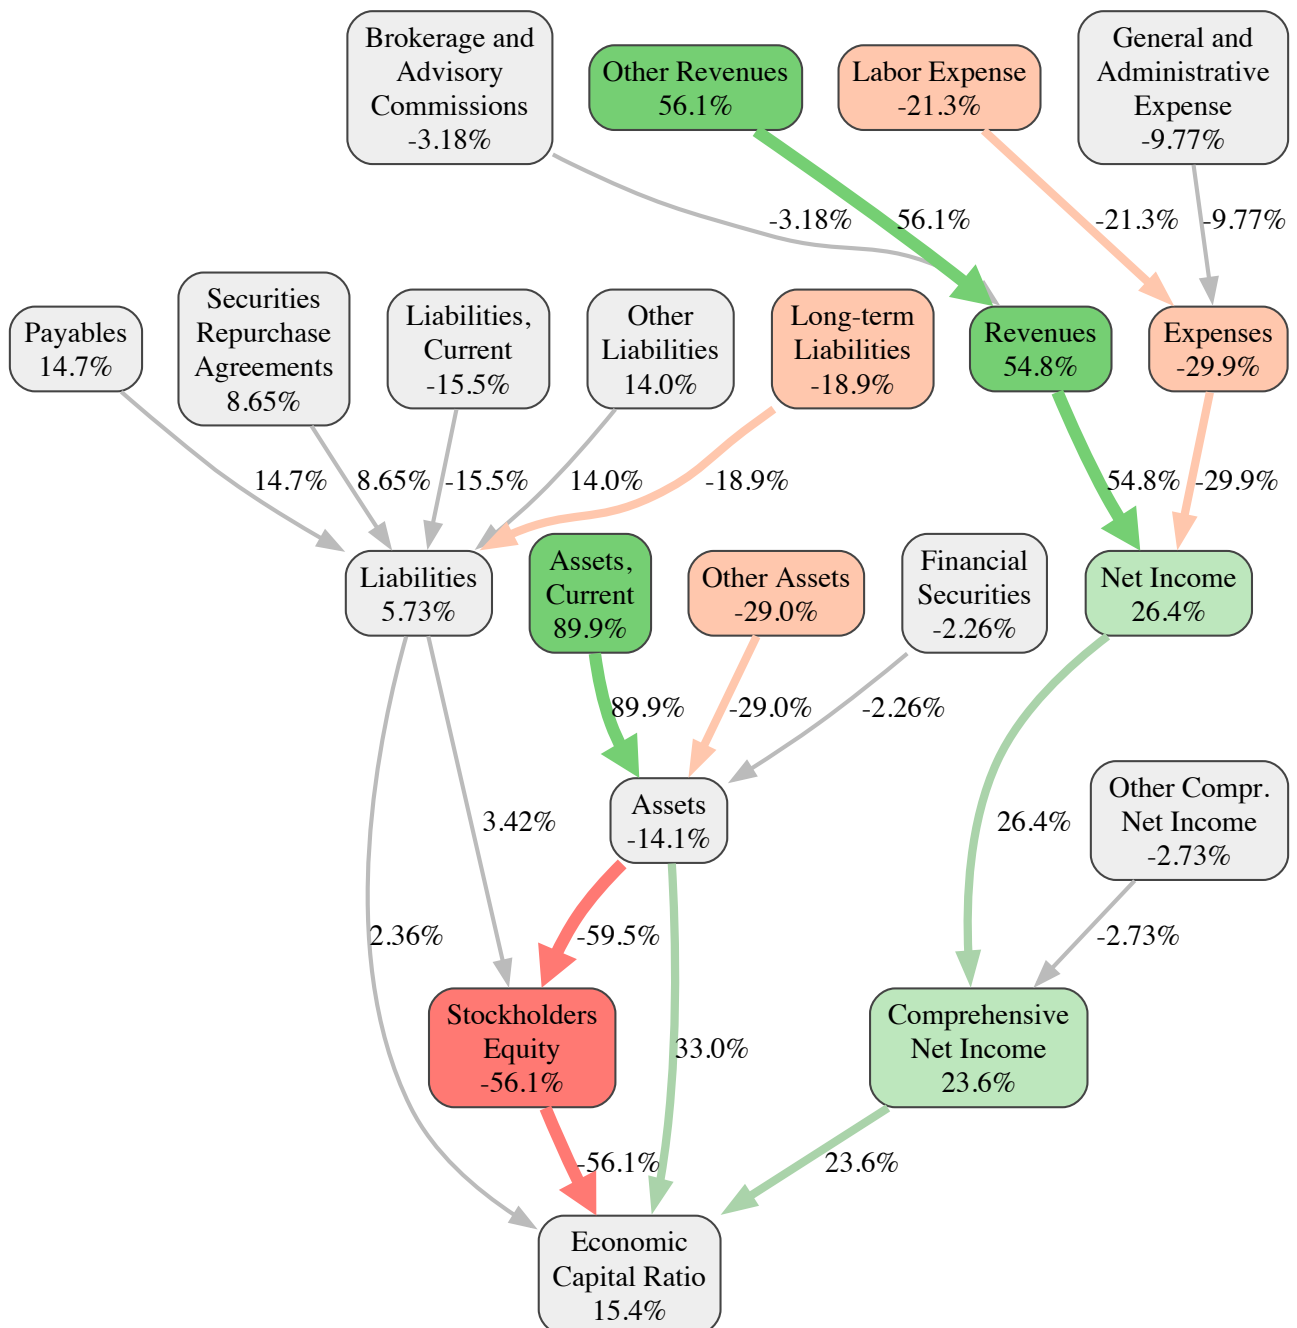 Brokerage and
Advisory
Commissions
-3.18%
Other Revenues
56.1%
Labor Expense
-21.3%
General and
Administrative
Expense
-9.77%
-3.18%
56.1%
-21.3%
-9.77%
Payables
14.7%
Securities
Repurchase
Agreements
8.65%
Liabilities,
Current
-15.5%
Other
Liabilities
14.0%
Long-term
Liabilities
-18.9%
Revenues
54.8%
Expenses
-29.9%
14.7%
8.65%
-15.5%
14.0%
-18.9%
54.8%
-29.9%
Liabilities
5.73%
Assets,
Current
89.9%
Other Assets
-29.0%
Financial
Securities
-2.26%
Net Income
26.4%
89.9%
-29.0%
-2.26%
Assets
-14.1%
Other Compr.
Net Income
-2.73%
3.42%
26.4%
2.36%
-59.5%
-2.73%
Stockholders
Equity
-56.1%
33.0%
Comprehensive
Net Income
23.6%
-56.1%
23.6%
Economic
Capital Ratio
15.4%